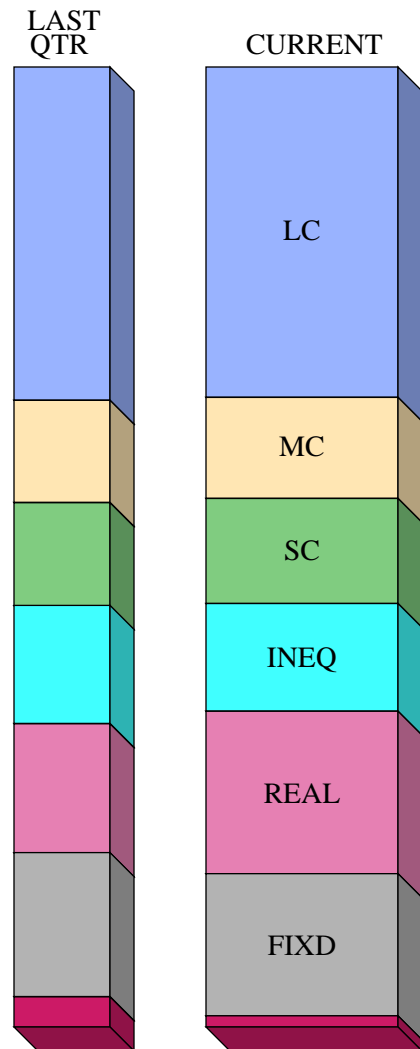 LAST
QTR
CURRENT
LC
MC
SC
INEQ
REAL
FIXD